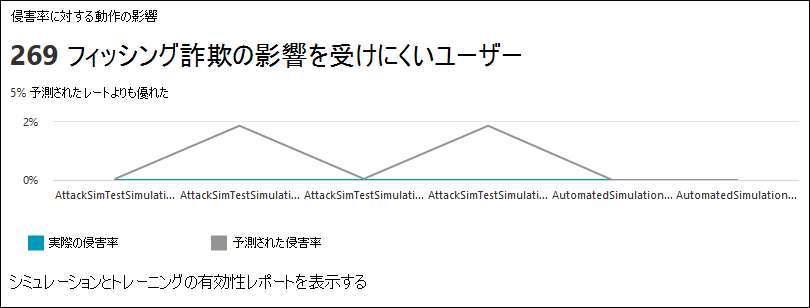 侵害率に対する動作の影響
269 フィッシング詐欺の影響を受けにくいユーザー
5% 予測されたレートよりも優れた
2%
0%
AttackSimTestSimulati... AttackSimTestSimulati... AttackSimTestSimulati... AttackSimTestSimulati... AutomatedSimulation... AutomatedSimulation...
実際の侵害率 予測された侵害率
シミュレーションとトレーニングの有効性レポートを表示する